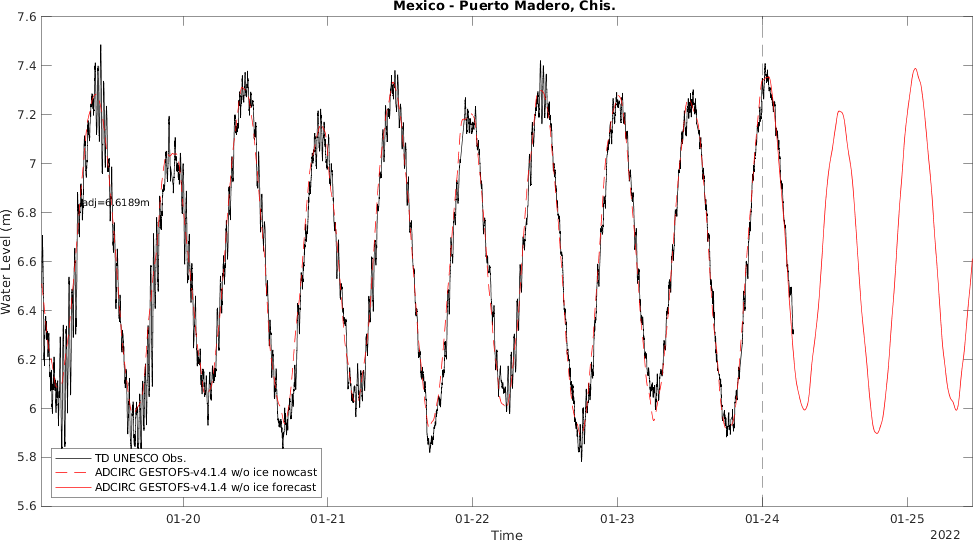 Mexico - Puerto Madero, Chis.
7.6
7.4
7.2
7
6.8
6.6
6.4
6.2
6
5.8
5.6
Water Level (m)
adj=6.6189m
TD UNESCO Obs.
ADCIRC GESTOFS-v4.1.4 w/o ice nowcast
ADCIRC GESTOFS-v4.1.4 w/o ice forecast
01-20 01-21 01-22 01-23 01-24 01-25
Time
2022